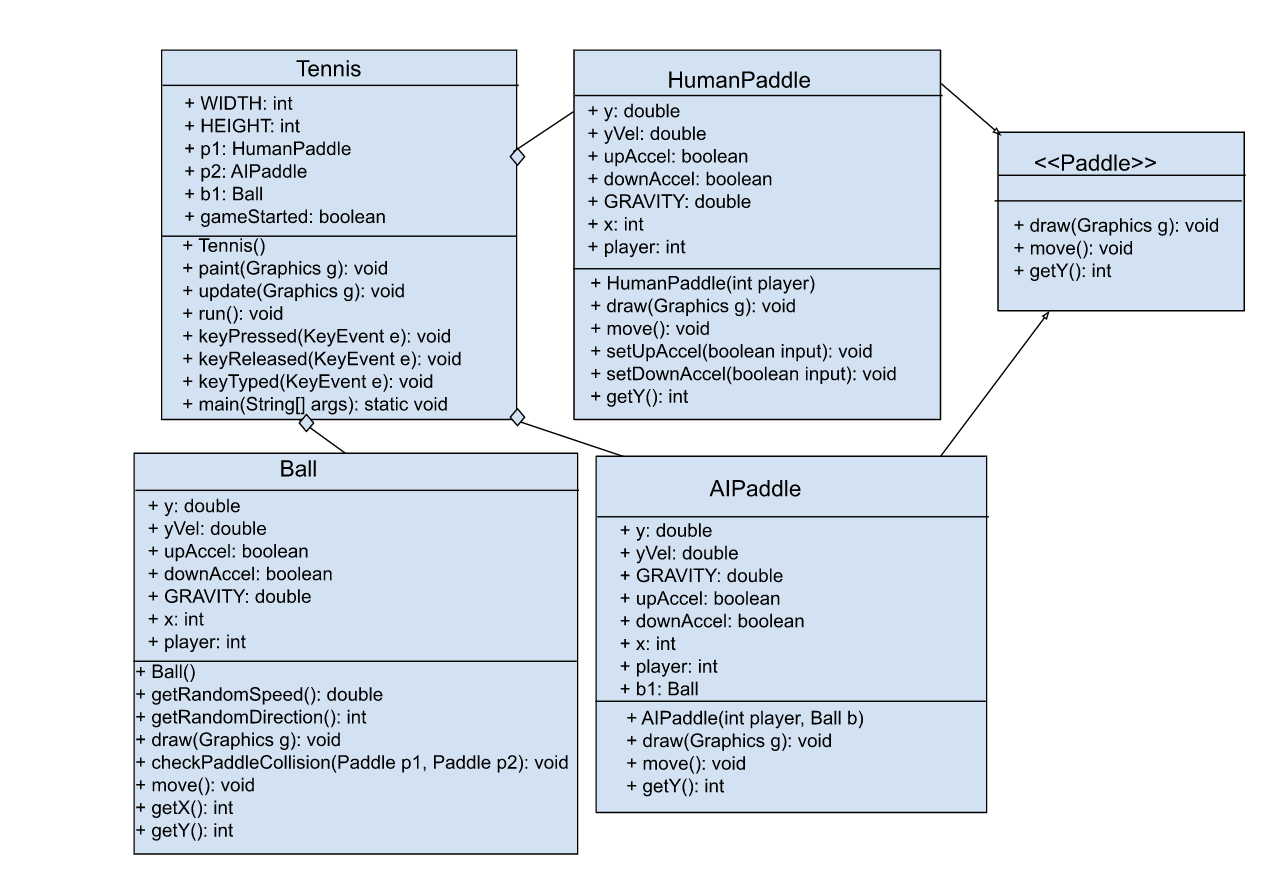 Tennis
+ WIDTH: int
+ HEIGHT: int
+ p1: HumanPaddle
+ p2: AIPaddle
+ b1: Ball
+ gameStarted: boolean
+ Tennis()
+ paint(Graphics g): void
+ update(Graphics g): void
+ run(): void
+ keyPressed(KeyEvent e): void
+ keyReleased(KeyEvent e): void
+ keyTyped(KeyEvent e): void
+ main(String[] args): static void
HumanPaddle
+ y: double
+ yVel: double
+ upAccel: boolean
+ downAccel: boolean
+ GRAVITY: double
+ x: int
+ player: int
+ HumanPaddle(int player)
+ draw(Graphics g): void
+ move(): void
+ setUpAccel(boolean input): void
+ setDownAccel(boolean input): void
+ getY(): int
<<Paddle>>
+ draw(Graphics g): void
+ move(): void
+ getY(): int
Ball
+ y: double
+ yVel: double
+ upAccel: boolean
+ downAccel: boolean
+ GRAVITY: double
+ x: int
+ player: int
+ Ball()
+ getRandomSpeed(): double
+ getRandomDirection(): int
+ draw(Graphics g): void
+ checkPaddleCollision(Paddle p1, Paddle p2): void
+ move(): void
+ getX(): int
+ getY(): int
AIPaddle
+ y: double
+ yVel: double
+ GRAVITY: double
+ upAccel: boolean
+ downAccel: boolean
+ x: int
+ player: int
+ b1: Ball
+ AIPaddle(int player, Ball b)
+ draw(Graphics g): void
+ move(): void
+ getY(): int